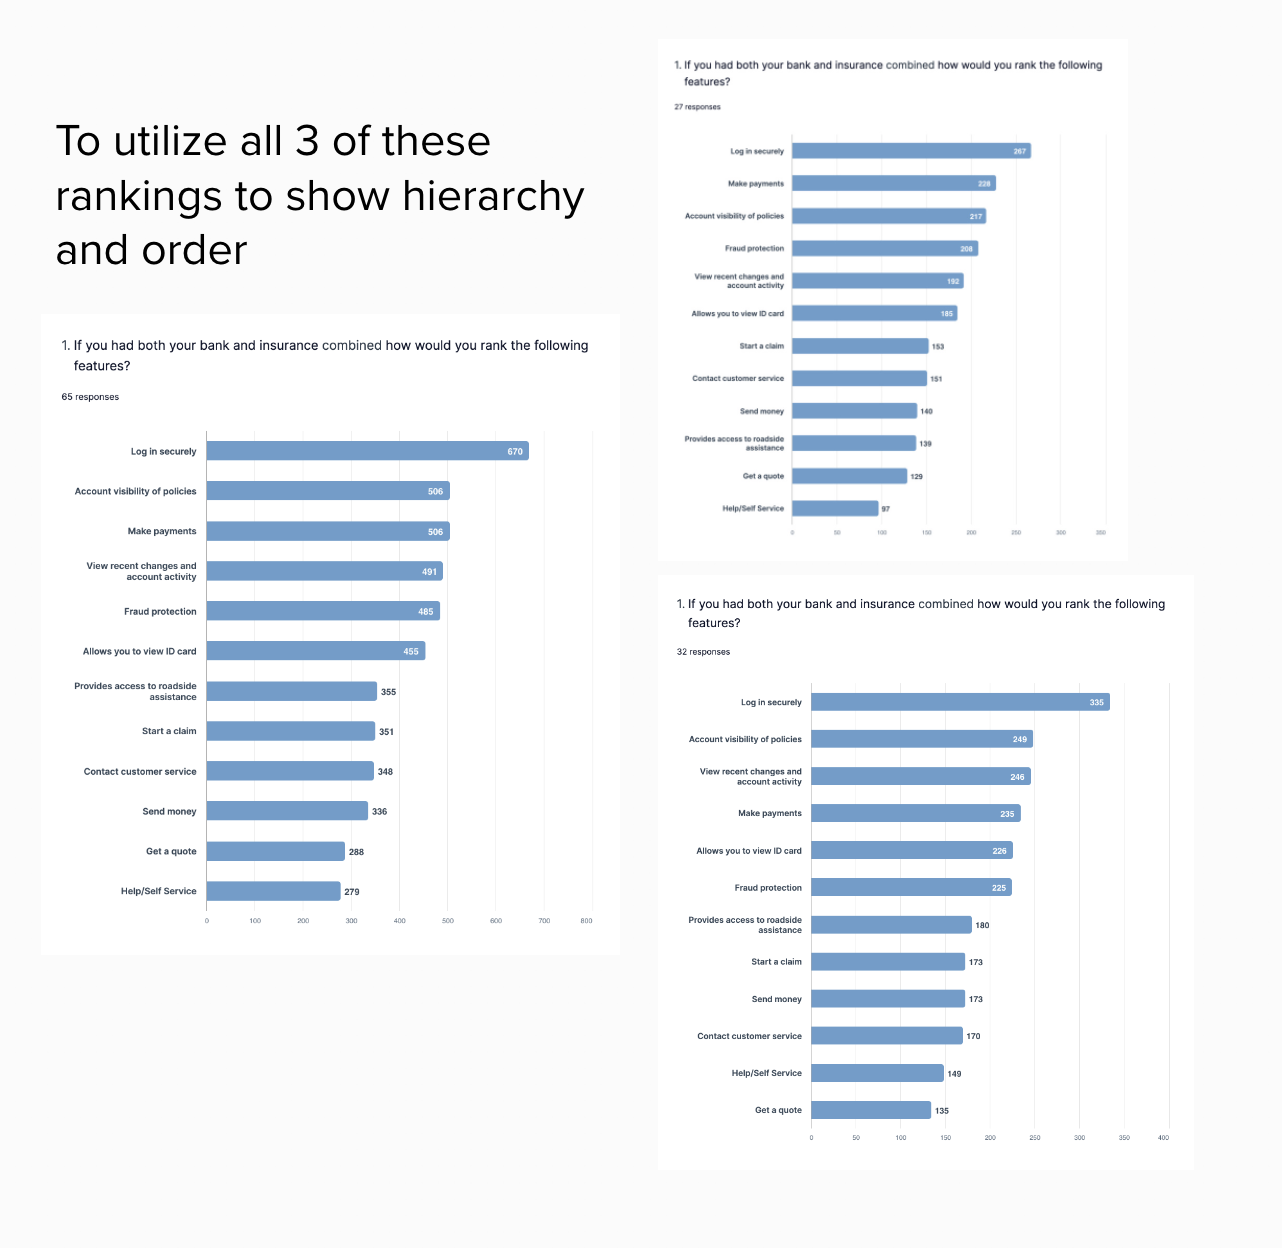 To utilize all 3 of these
rankings to show hierarchy
and order
1. If you had both your bank and insurance combined how would you rank the following
features?
65 responses
Log in securely 670
Account visibility of policies 506
Make payments 506
View recent changes and
account activity 491
Fraud protection 485
Allows you to view ID card 455
Provides access to roadside
assistance 355
Start a claim 351
Contact customer service 348
Send money 336
Get a quote 288
Help/Self Service 279
0 100 200 300 400 500 600 700 800
1. If you had both your bank and insurance combined how would you rank the following
features?
27 responses
Log in securely 267
Make payments 228
Account visibility of policies 217
Fraud protection 208
View recent changes and
account activity 192
Allows you to view ID card 185
Start a claim 153
Contact customer service 151
Send money 140
Provides access to roadside
assistance 139
Get a quote 129
Help/Self Service 97
0 50 100 150 200 250 300 350
1. If you had both your bank and insurance combined how would you rank the following
features?
32 responses
Log in securely 335
Account visibility of policies 249
View recent changes and
account activity 246
Make payments 235
Allows you to view ID card 226
Fraud protection 225
Provides access to roadside
assistance 180
Start a claim 173
Send money 173
Contact customer service 170
Help/Self Service 149
Get a quote 135
0 50 100 150 200 250 300 350 400